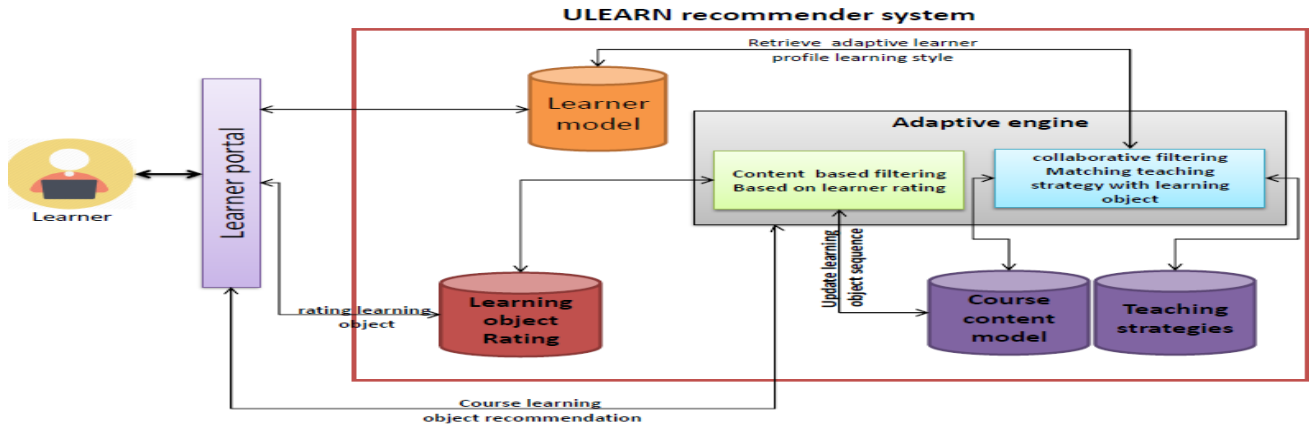 ULEARN recommender system
Retrieve adaptive learner
profile learning style
Learner
model
Adaptive engine
Learner portal
Learner
Content based filtering
Based on learner rating
collaborative filtering
Matching teaching
strategy with learning
object
Update learning
object sequence
Learning
object
Rating
rating learning
object
Course
content
model
Teaching
strategies
Course learning
object recommendation